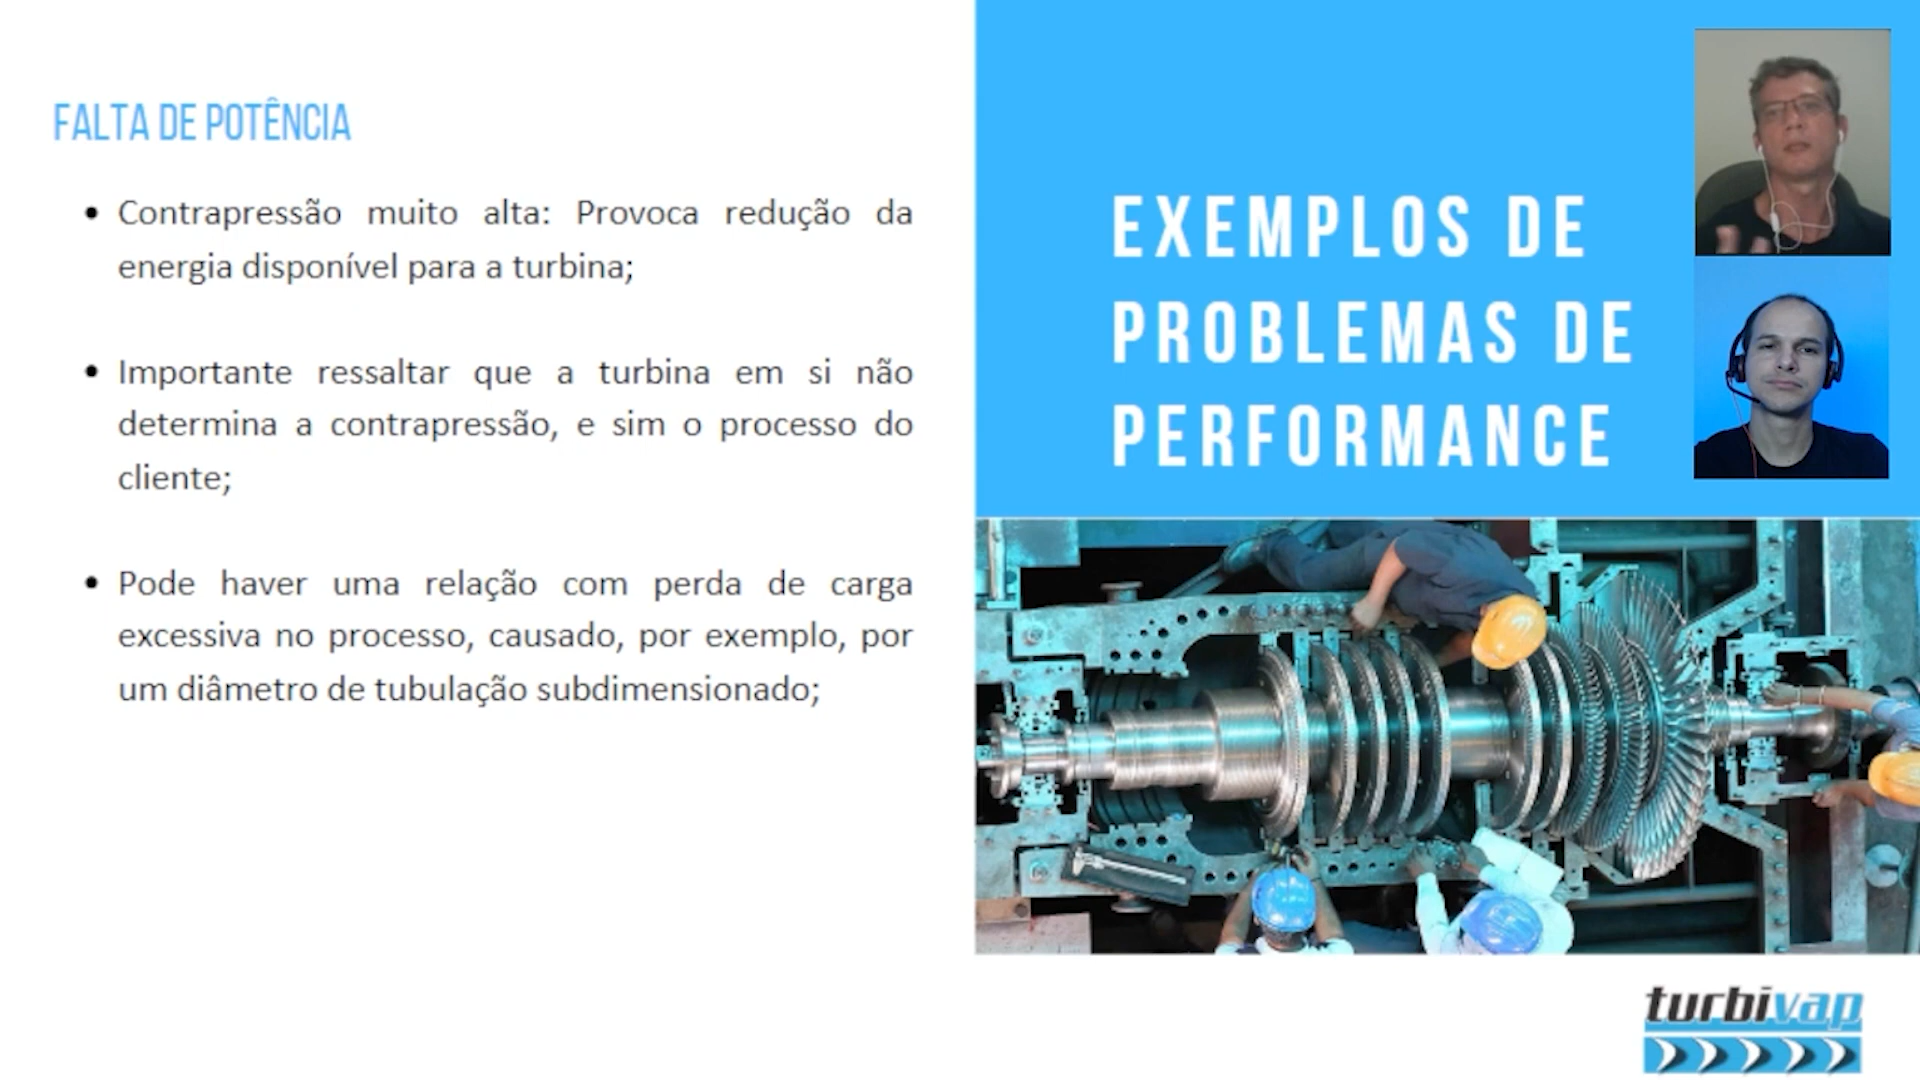 FALTA DE POTÊNCIA
Contrapressão muito alta: Provoca redução da
energia disponível para a turbina;
Importante ressaltar que a turbina em si não
determina a contrapressão, e sim o processo do
cliente;
Pode haver uma relação com perda de carga
excessiva no processo, causado, por exemplo, por
um diâmetro de tubulação subdimensionado;
EXEMPLOS DE
PROBLEMAS DE
PERFORMANCE
turbivap